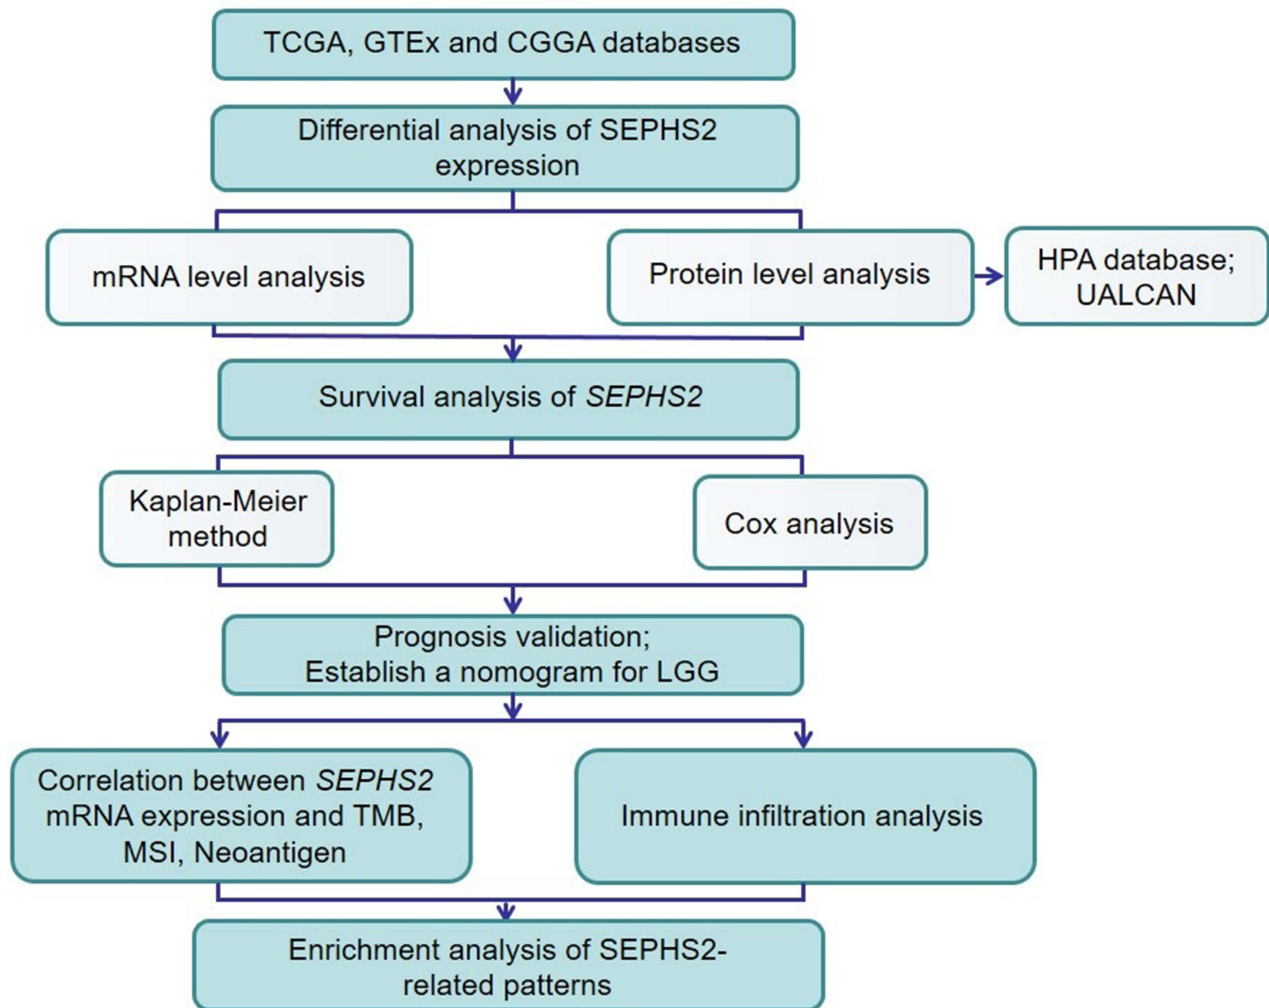 TCGA, GTEx and CGGA databases
Differential analysis of SEPHS2
expression
mRNA level analysis
Protein level analysis
HPA database;
UALCAN
Survival analysis of SEPHS2
Kaplan-Meier
method
Cox analysis
Prognosis validation;
Establish a nomogram for LGG
Correlation between SEPHS2
mRNA expression and TMB,
MSI, Neoantigen
Immune infiltration analysis
Enrichment analysis of SEPHS2-
related patterns